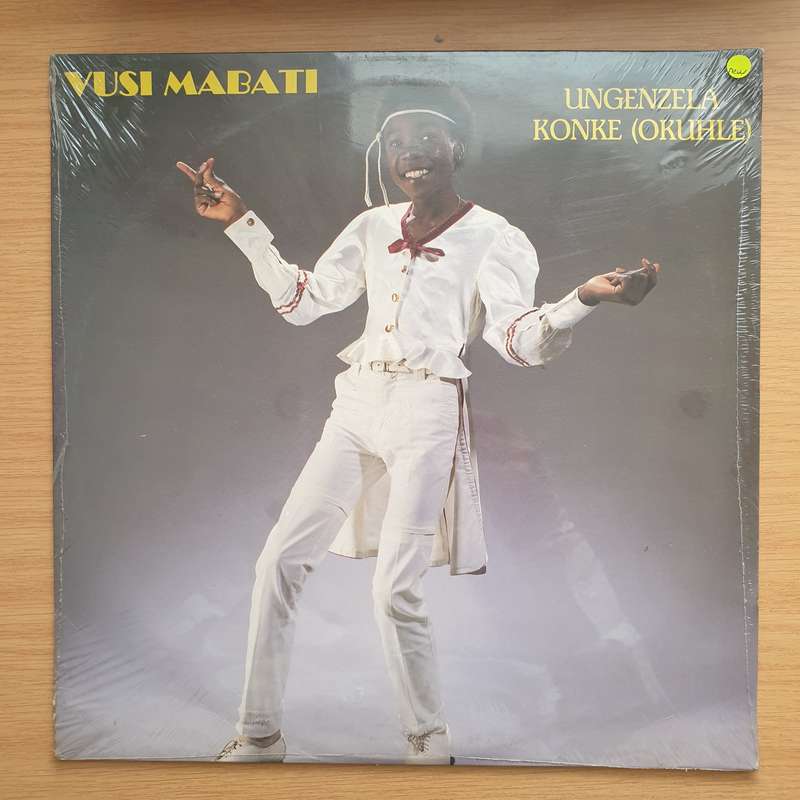 VUSI MABATI
UNGENZELA
KONKE (OKUHLE)
new